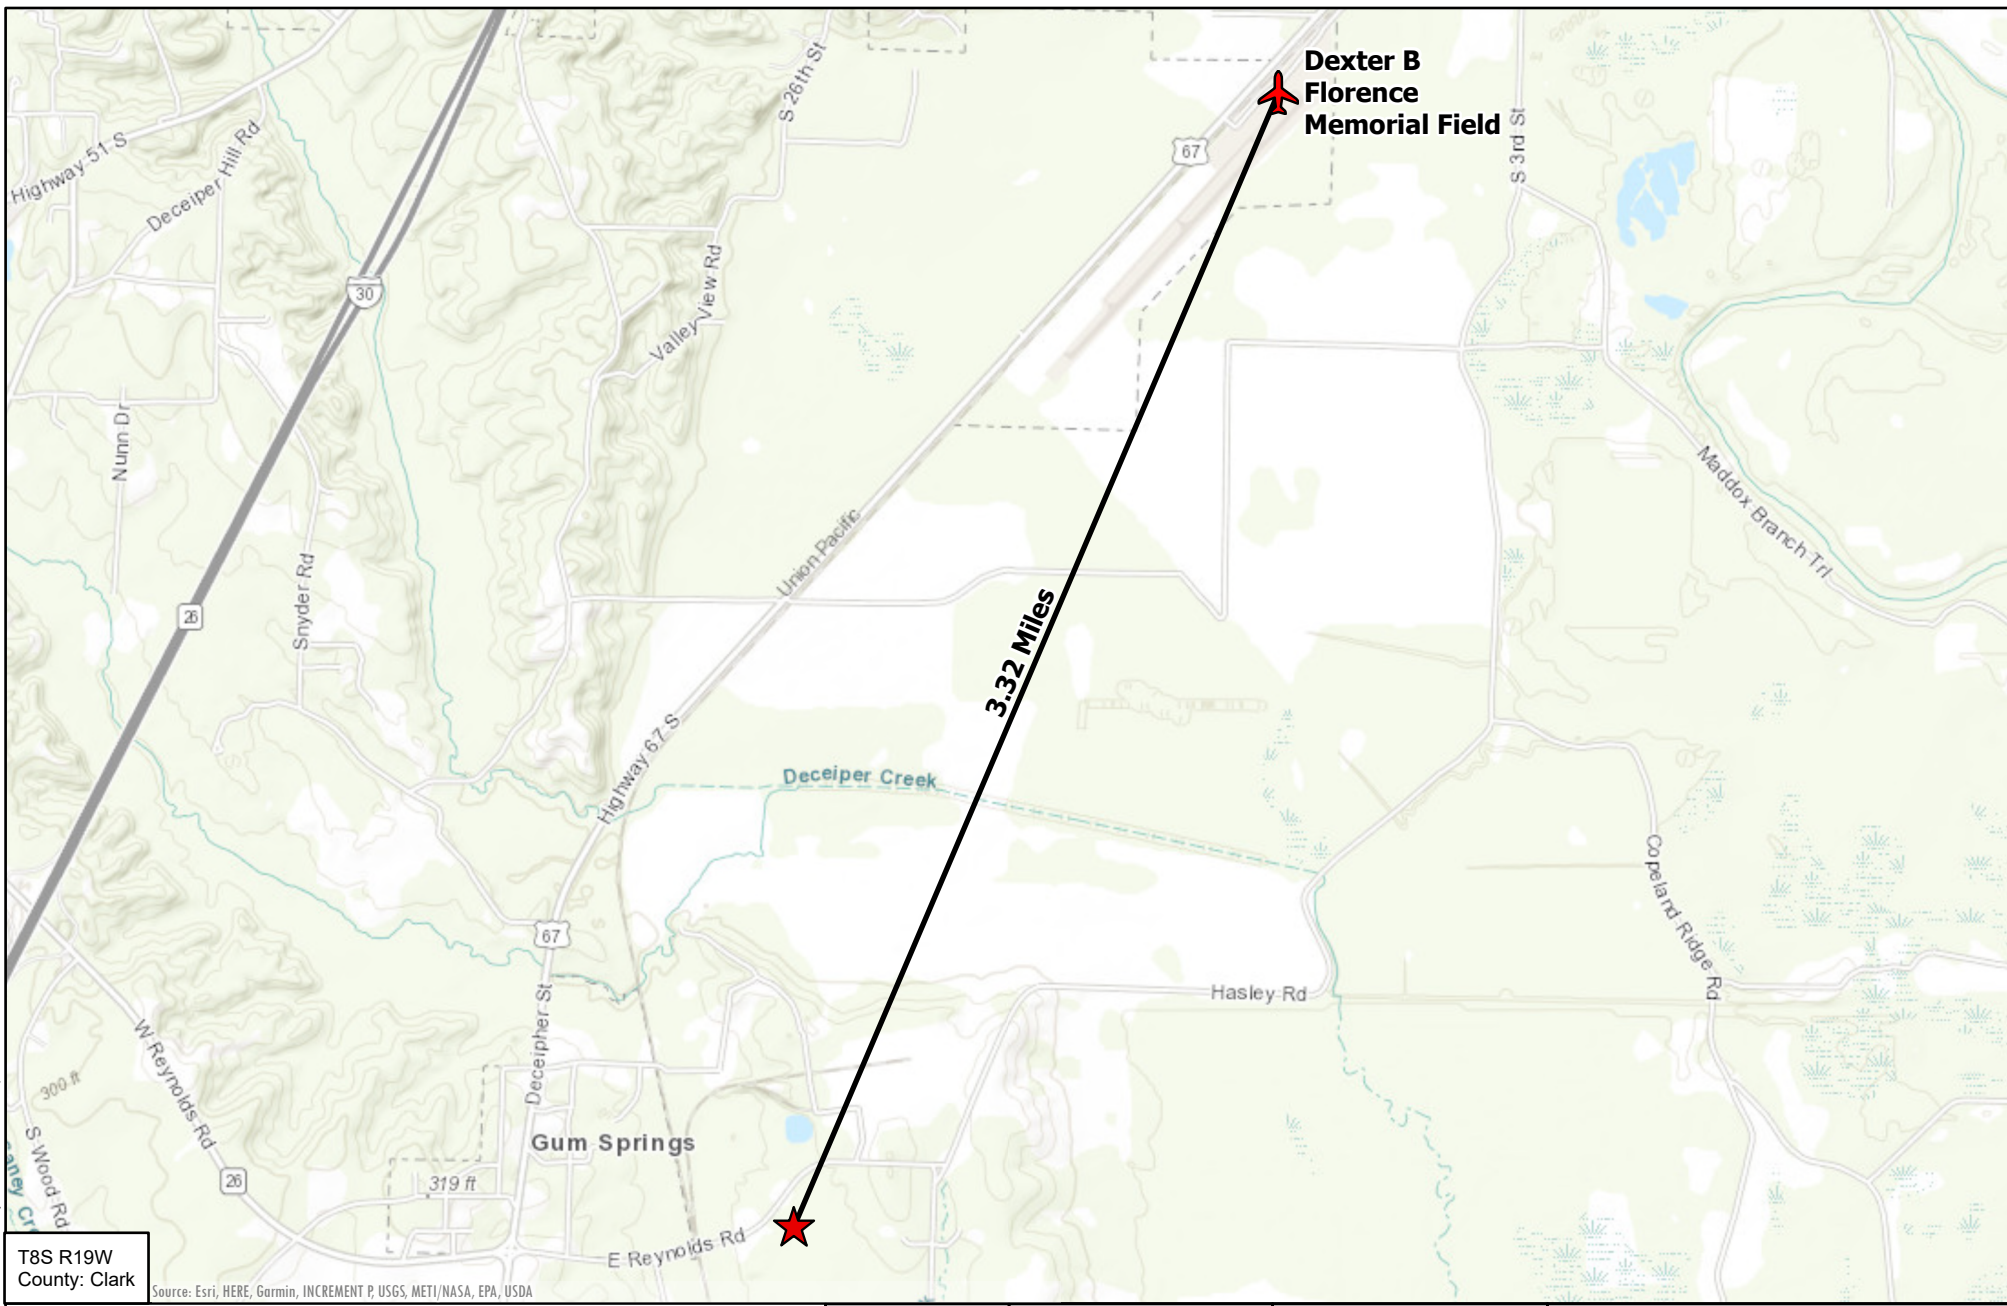 Dexter B
Florence
Memorial Field
S 26th St
67
S 3rd St
Highway 51 S
Deceiper Hill Rd
30
Valley View Rd
Nunn Dr
Maddox Branch Trl
Union Pacific
Snyder Rd
26
3.32 Miles
Highway 67 S
Deceiper Creek
Copeland Ridge Rd
67
Hasley Rd
W Reynolds Rd
Deceipher St
300 ft
Gum Springs
S Wood Rd
26
319 ft
E Reynolds Rd
T8S R19W
County: Clark
Source: Esri, HERE, Garmin, INCREMENT P, USGS, METI/NASA, EPA, USDA